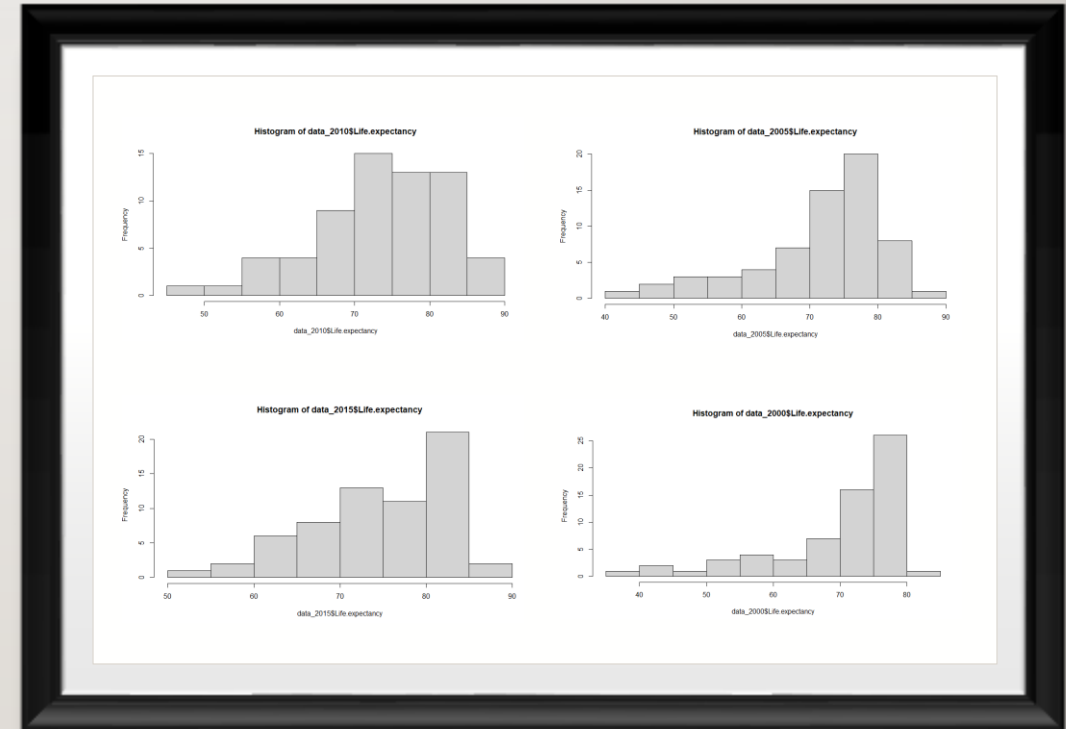 Histogram of data_2010$Life.expectancy
Frequency
0
5
10
15
50 60 70 80 90
data_2010$Life.expectancy
Histogram of data_2005$Life.expectancy
Frequency
0
5
10
15
20
40 50 60 70 80 90
data_2005$Life.expectancy
Histogram of data_2015$Life.expectancy
Frequency
0
5
10
15
20
50 60 70 80 90
data_2015$Life.expectancy
Histogram of data_2000$Life.expectancy
Frequency
0
5
10
15
20
25
40 50 60 70 80
data_2000$Life.expectancy